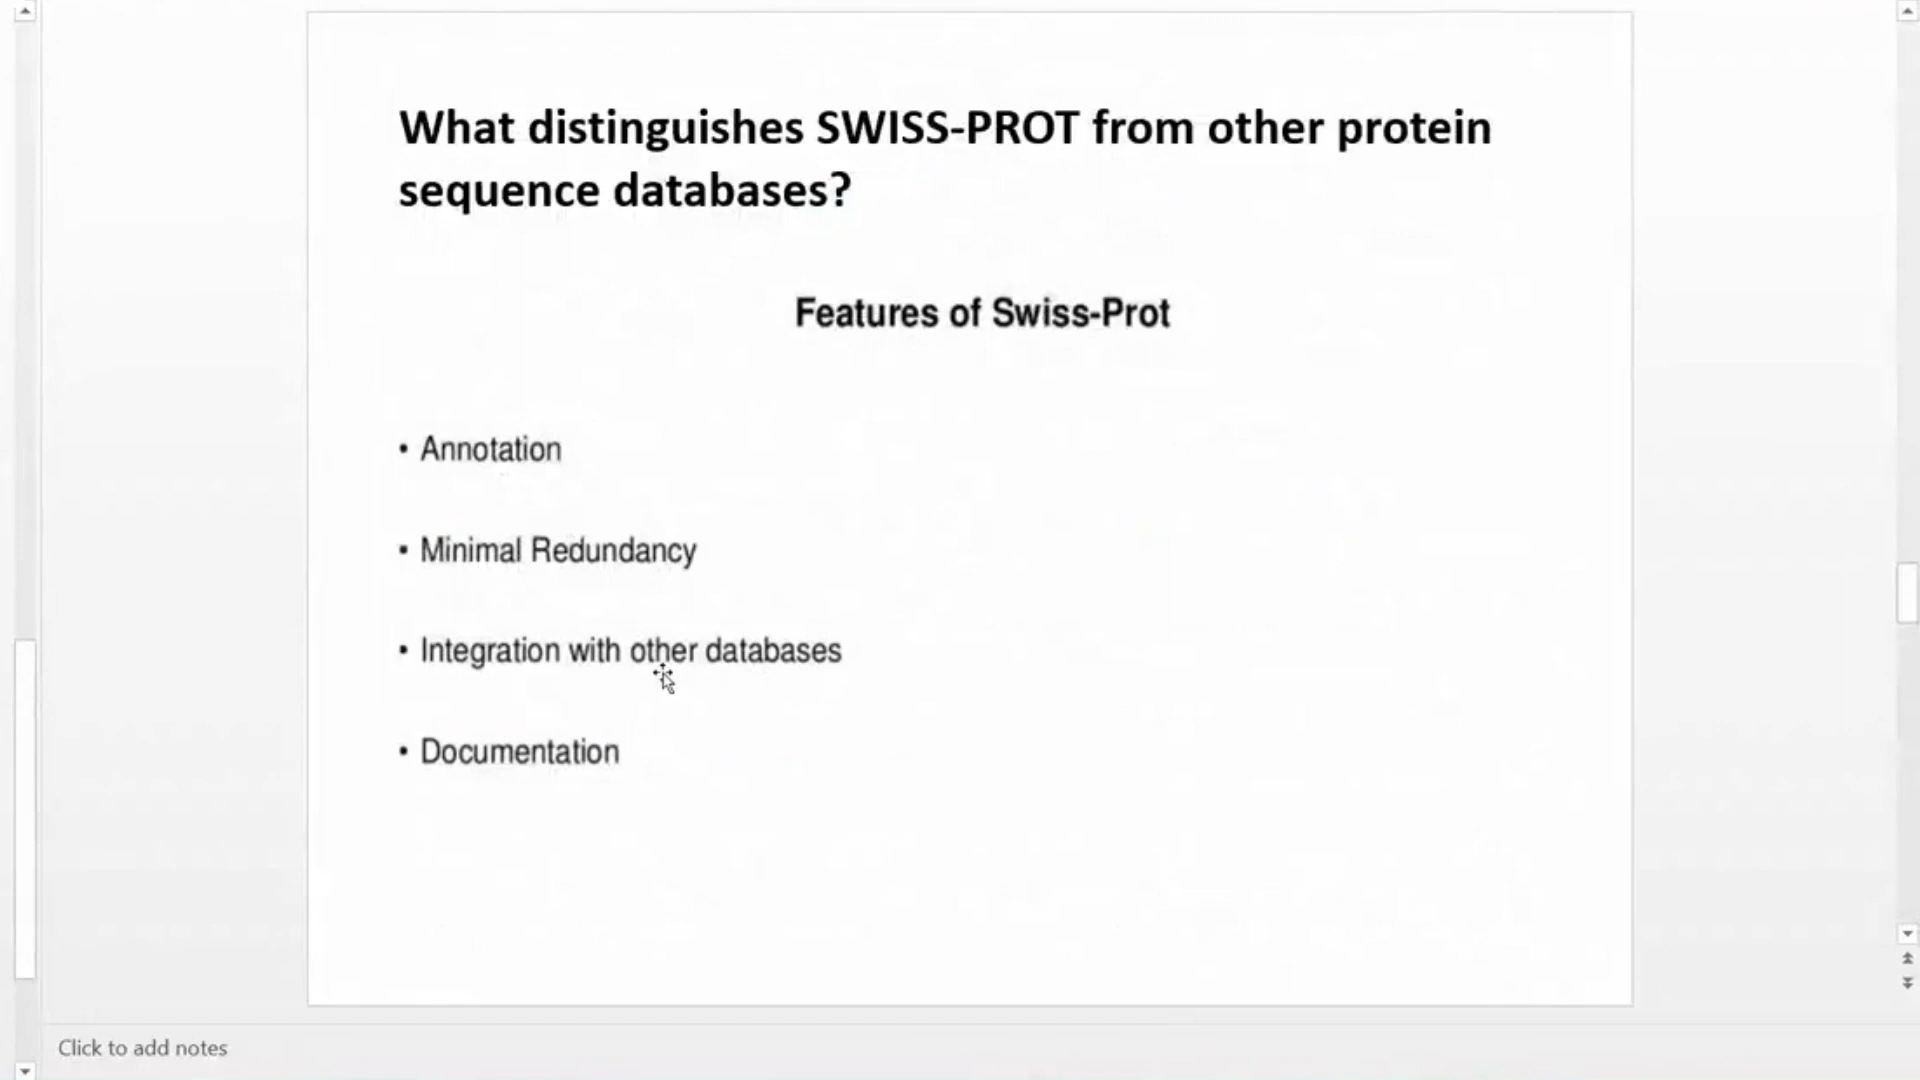 What distinguishes SWISS-PROT from other protein
sequence databases?
Features of Swiss-Prot
• Annotation
• Minimal Redundancy
• Integration with other databases
• Documentation
Click to add notes